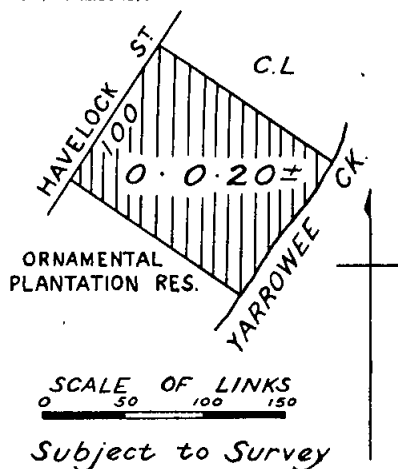 HAVELOCK ST.
C.L
100
0.0.20±
ORNAMENTAL
PLANTATION RES.
YARROWEE CK.
SCALE OF LINKS
0 50 100 150
Subject to Survey